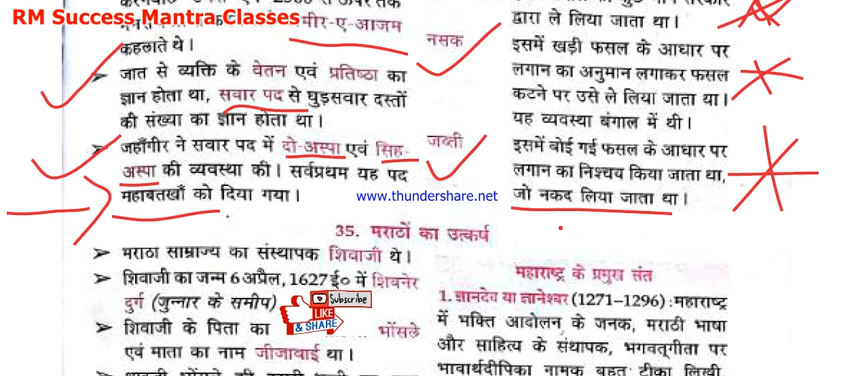 RM Success Mantra Classes
मीर-ए-आजम
कहलाते थे।
➢ जात से व्यक्ति के वेतन एवं प्रतिष्ठा का
ज्ञान होता था, सवार पद से घुड़सवार दस्तों
की संख्या का ज्ञान होता था।
➢ जहाँगीर ने सवार पद में दो-अस्पा एवं सिह-
अस्पा की व्यवस्था की। सर्वप्रथम यह पद
महाबतखाँ को दिया गया।
नसक
द्वारा ले लिया जाता था।
इसमें खड़ी फसल के आधार पर
लगान का अनुमान लगाकर फसल
कटने पर उसे ले लिया जाता था।
यह व्यवस्था बंगाल में थी।
जब्ती
इसमें बोई गई फसल के आधार पर
लगान का निश्चय किया जाता था,
जो नकद लिया जाता था।
www.thundershare.net
35. मराठों का उत्कर्ष
➢ मराठा साम्राज्य का संस्थापक शिवाजी थे।
➢ शिवाजी का जन्म 6 अप्रैल, 1627 ई० में शिवनेर
दुर्ग (जुन्नार के समीप)
➢ शिवाजी के पिता का भोंसले
एवं माता का नाम जीजाबाई था।
Subscribe
LIKE
& SHARE
महाराष्ट्र के प्रमुख संत
1. ज्ञानदेव या ज्ञानेश्वर (1271-1296) : महाराष्ट्र
में भक्ति आदोलन के जनक, मराठी भाषा
और साहित्य के संथापक, भगवत्‌गीता पर
भावार्थदीपिका नामक बृहत् टीका लिखी,